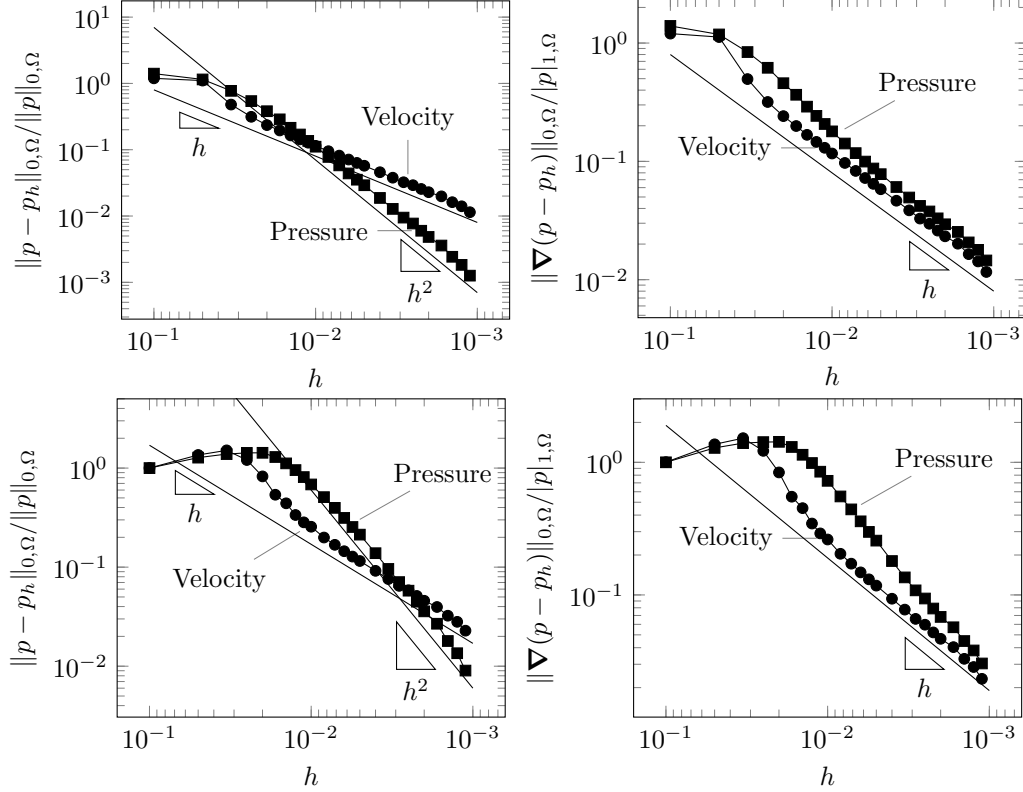 10^1
10^0
10^{-1}
10^{-2}
10^{-3}
‖p − p_h‖_{0,Ω}/‖p‖_{0,Ω}
Velocity
h
Pressure
h^2
10^{-1} 10^{-2} 10^{-3}
h
10^0
10^{-1}
10^{-2}
‖∇(p − p_h)‖_{0,Ω}/|p|_{1,Ω}
Pressure
Velocity
h
10^{-1} 10^{-2} 10^{-3}
h
10^0
10^{-1}
10^{-2}
‖p − p_h‖_{0,Ω}/‖p‖_{0,Ω}
Pressure
h
Velocity
h^2
10^{-1} 10^{-2} 10^{-3}
h
10^0
10^{-1}
‖∇(p − p_h)‖_{0,Ω}/|p|_{1,Ω}
Pressure
Velocity
h
10^{-1} 10^{-2} 10^{-3}
h